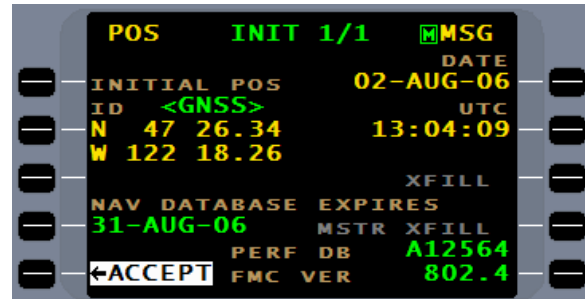 POS INIT 1/1 MMSG
DATE
INITIAL POS 02-AUG-06
ID <GNSS> UTC
N 47 26.34 13:04:09
W 122 18.26
XFILL
NAV DATABASE EXPIRES
31-AUG-06 MSTR XFILL
PERF DB A12564
←ACCEPT FMC VER 802.4